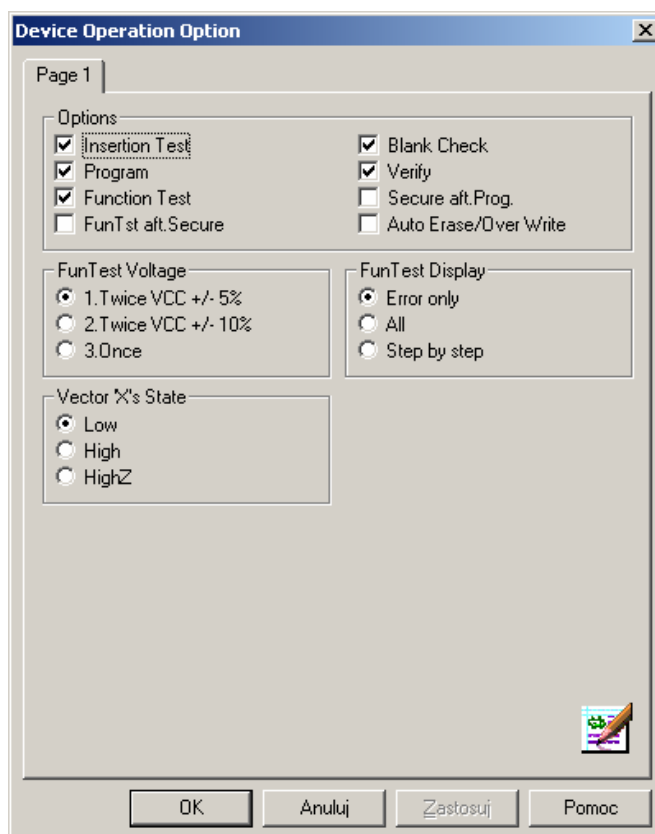 Device Operation Option
Page 1
Options
Insertion Test
Blank Check
Program
Verify
Function Test
Secure aft.Prog.
FunTst aft.Secure
Auto Erase/Over Write
FunTest Voltage
1.Twice VCC +/- 5%
2.Twice VCC +/- 10%
3.Once
FunTest Display
Error only
All
Step by step
Vector 'X's State
Low
High
HighZ
OK
Anuluj
Zastosuj
Pomoc